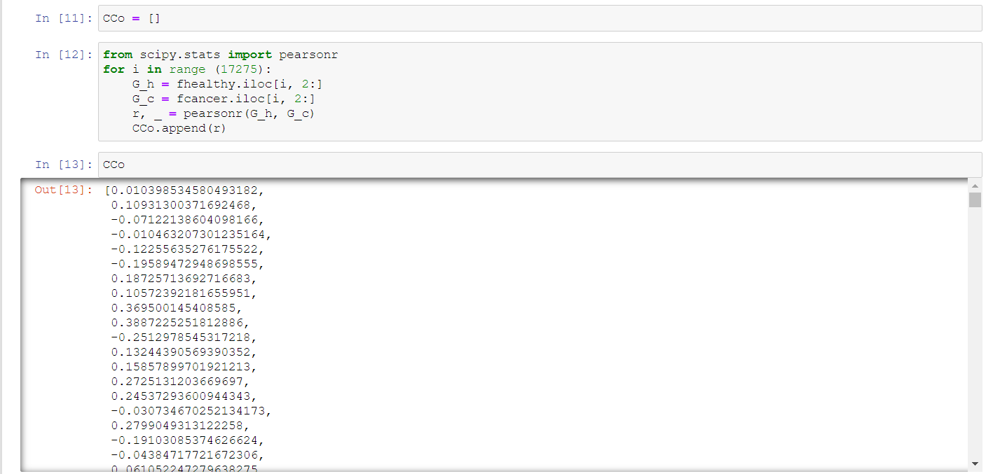 In [11]: CCo = []
In [12]: from scipy.stats import pearsonr
for i in range (17275):
    G_h = fhealthy.iloc[i, 2:]
    G_c = fcancer.iloc[i, 2:]
    r, _ = pearsonr(G_h, G_c)
    CCo.append(r)
In [13]: CCo
Out[13]: [0.010398534580493182,
0.10931300371692468,
-0.07122138604098166,
-0.010463207301235164,
-0.12255635276175522,
-0.19589472948698555,
0.18725713692716683,
0.10572392181655951,
0.369500145408585,
0.3887225251812886,
-0.2512978545317218,
0.13244390569390352,
0.15857899701921213,
0.2725131203669697,
0.24537293600944343,
-0.030734670252134173,
0.2799049313122258,
-0.19103085374626624,
-0.04384717721672306,
0.061052247279638275